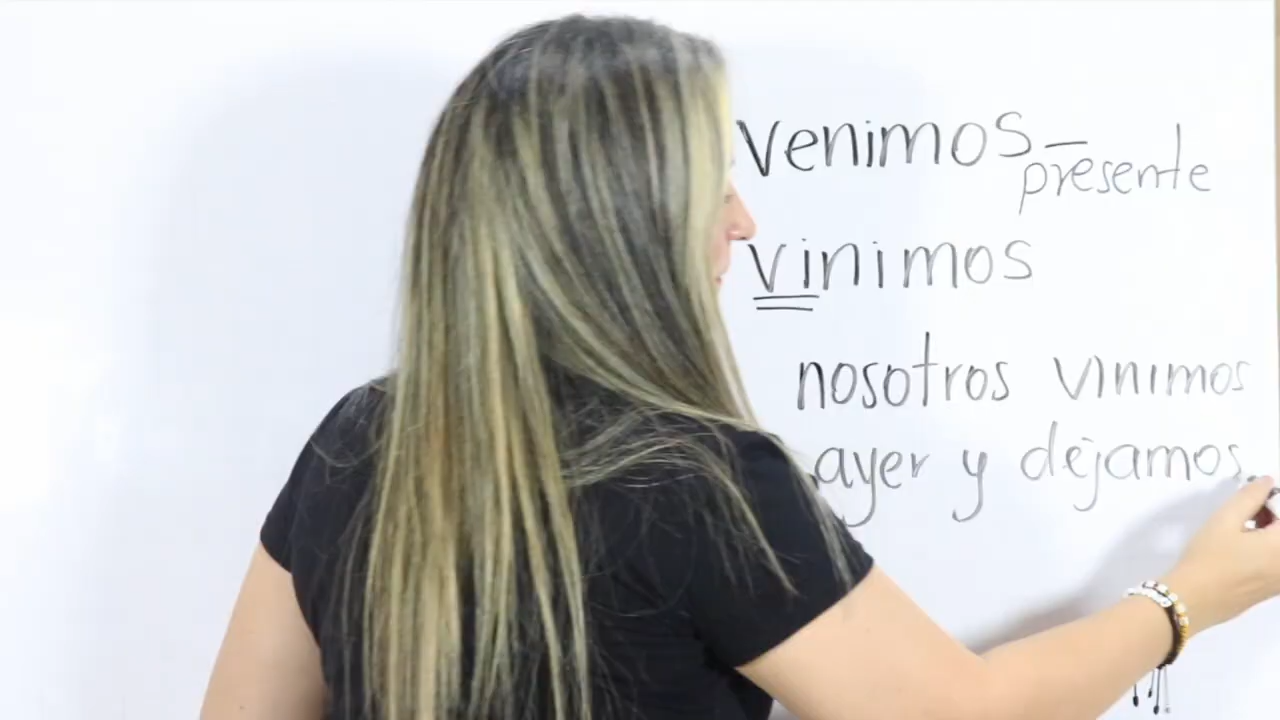 venimos -
presente
vinimos
nosotros vinimos
ayer y dejamos